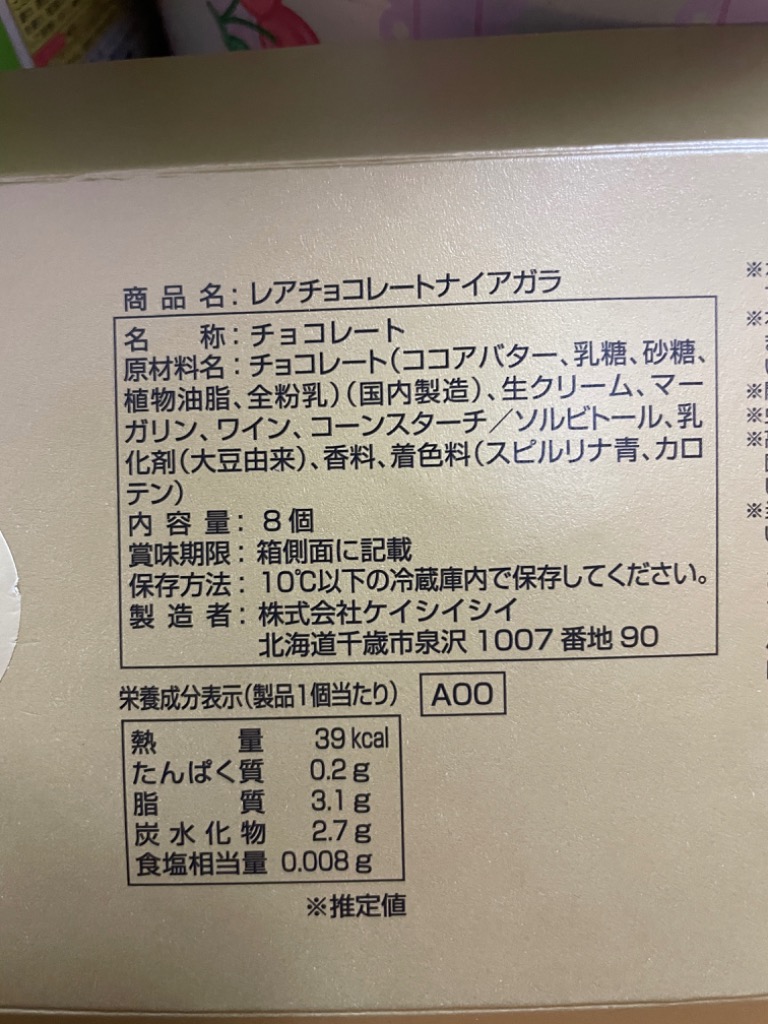 商品名：レアチョコレートナイアガラ
名称：チョコレート
原材料名：チョコレート（ココアバター、乳糖、砂糖、
植物油脂、全粉乳）（国内製造）、生クリーム、マー
ガリン、ワイン、コーンスターチ／ソルビトール、乳
化剤（大豆由来）、香料、着色料（スピルリナ青、カロ
テン）
内容量：8個
賞味期限：箱側面に記載
保存方法：10℃以下の冷蔵庫内で保存してください。
製造者：株式会社ケイシイシイ
北海道千歳市泉沢1007番地90
栄養成分表示（製品1個当たり） A00
熱量 39kcal
たんぱく質 0.2g
脂質 3.1g
炭水化物 2.7g
食塩相当量 0.008g
※推定値